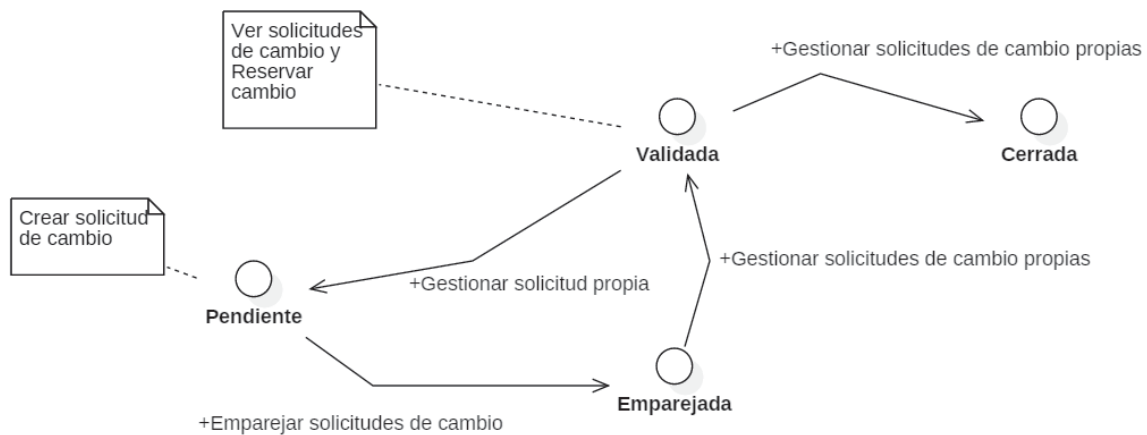 Ver solicitudes
de cambio y
Reservar
cambio
+Gestionar solicitudes de cambio propias
Validada
Cerrada
Crear solicitud
de cambio
+Gestionar solicitudes de cambio propias
+Gestionar solicitud propia
Pendiente
Emparejada
+Emparejar solicitudes de cambio